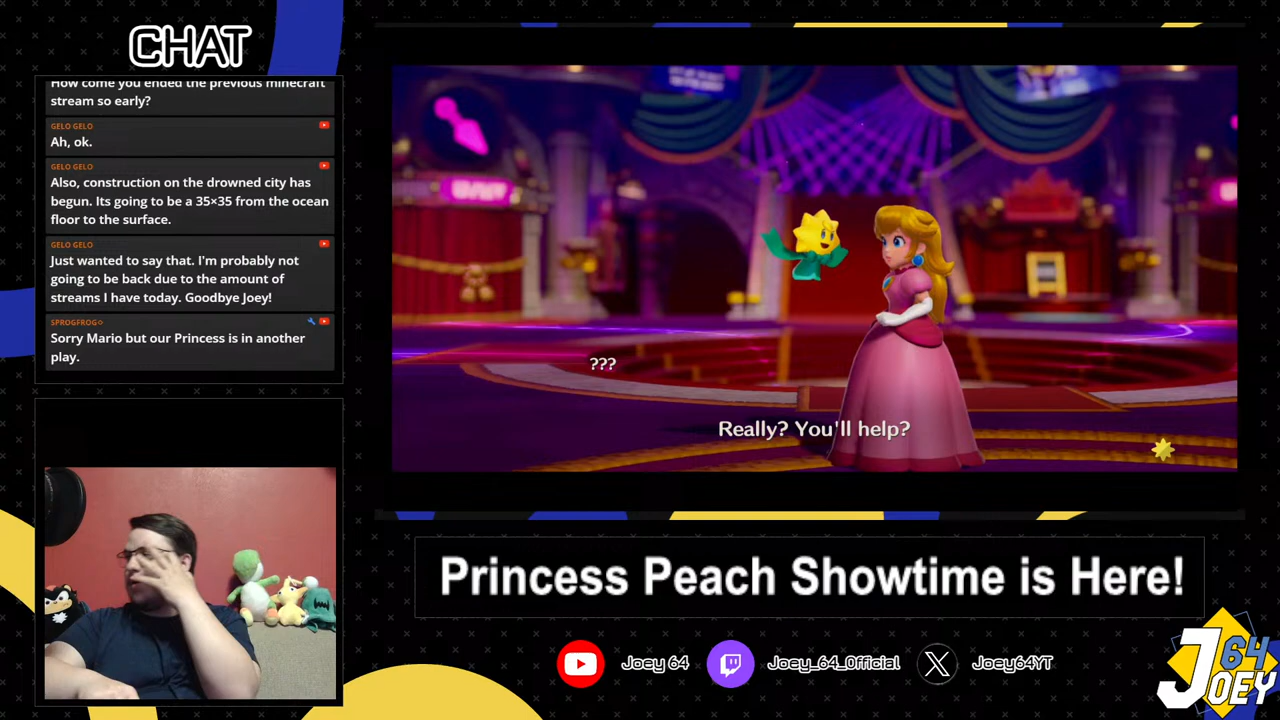 CHAT
How come you ended the previous minecraft
stream so early?
GELO GELO
Ah, ok.
GELO GELO
Also, construction on the drowned city has
begun. Its going to be a 35×35 from the ocean
floor to the surface.
GELO GELO
Just wanted to say that. I'm probably not
going to be back due to the amount of
streams I have today. Goodbye Joey!
SPROGFROG
Sorry Mario but our Princess is in another
play.
???
Really? You'll help?
Princess Peach Showtime is Here!
Joey 64
Joey_64_Official
Joey64YT
64
JOEY